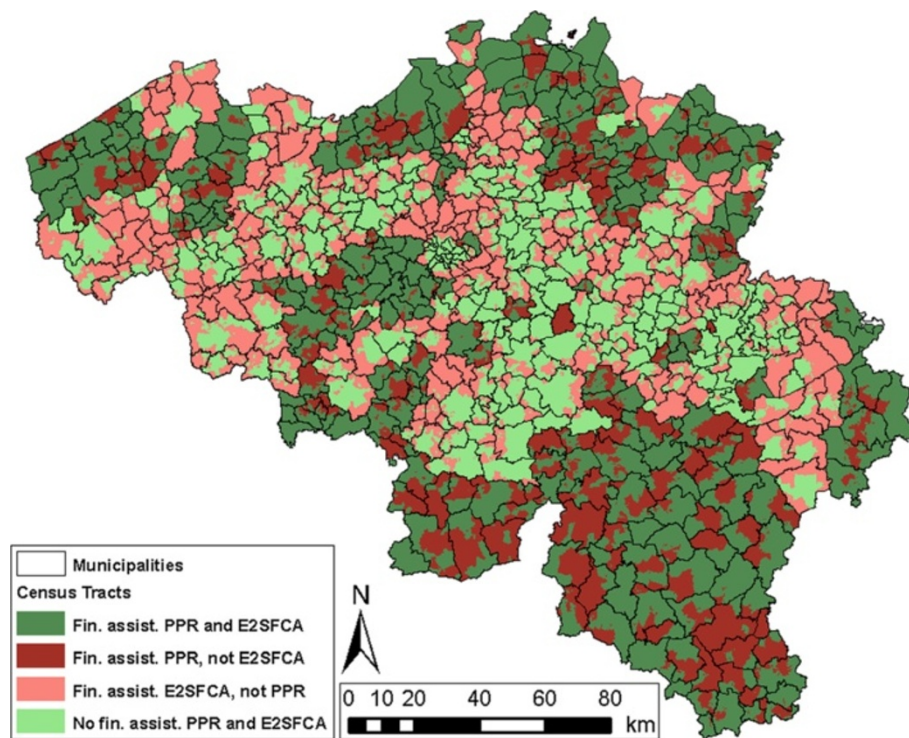 Municipalities
Census Tracts
Fin. assist. PPR and E2SFCA
Fin. assist. PPR, not E2SFCA
Fin. assist. E2SFCA, not PPR
No fin. assist. PPR and E2SFCA
N
0 10 20 40 60 80
km